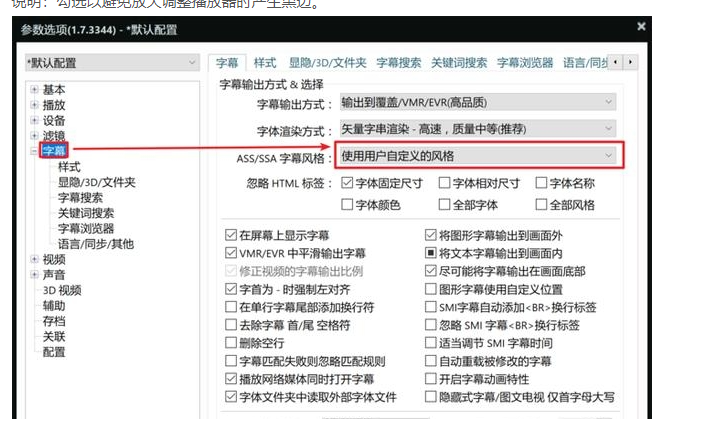 说明：勾选以避免放大调整播放器时产生黑边。
参数选项(1.7.3344) - *默认配置
*默认配置
字幕 样式 显隐/3D/文件夹 字幕搜索 关键词搜索 字幕浏览器 语言/同步
基本
播放
设备
滤镜
字幕
样式
显隐/3D/文件夹
字幕搜索
关键词搜索
字幕浏览器
语言/同步/其他
视频
声音
3D 视频
辅助
存档
关联
配置
字幕输出方式 & 选择
字幕输出方式： 输出到覆盖/VMR/EVR(高品质)
字体渲染方式： 矢量字串渲染 - 高速，质量中等(推荐)
ASS/SSA 字幕风格： 使用用户自定义的风格
忽略 HTML 标签： 字体固定尺寸 字体相对尺寸 字体名称
字体颜色 全部字体 全部风格
在屏幕上显示字幕 将图形字幕输出到画面外
VMR/EVR 中平滑输出字幕 将文本字幕输出到画面内
修正视频的字幕输出比例 尽可能将字幕输出在画面底部
字首为 - 时强制左对齐 图形字幕使用自定义位置
在单行字幕尾部添加换行符 SMI字幕自动添加<BR>换行标签
去除字幕 首/尾 空格符 忽略 SMI 字幕<BR>换行标签
删除空行 适当调节 SMI 字幕时间
字幕匹配失败则忽略匹配规则 自动重载被修改的字幕
播放网络媒体同时打开字幕 开启字幕动画特性
字体文件夹中读取外部字体文件 隐藏式字幕/图文电视 仅首字母大写